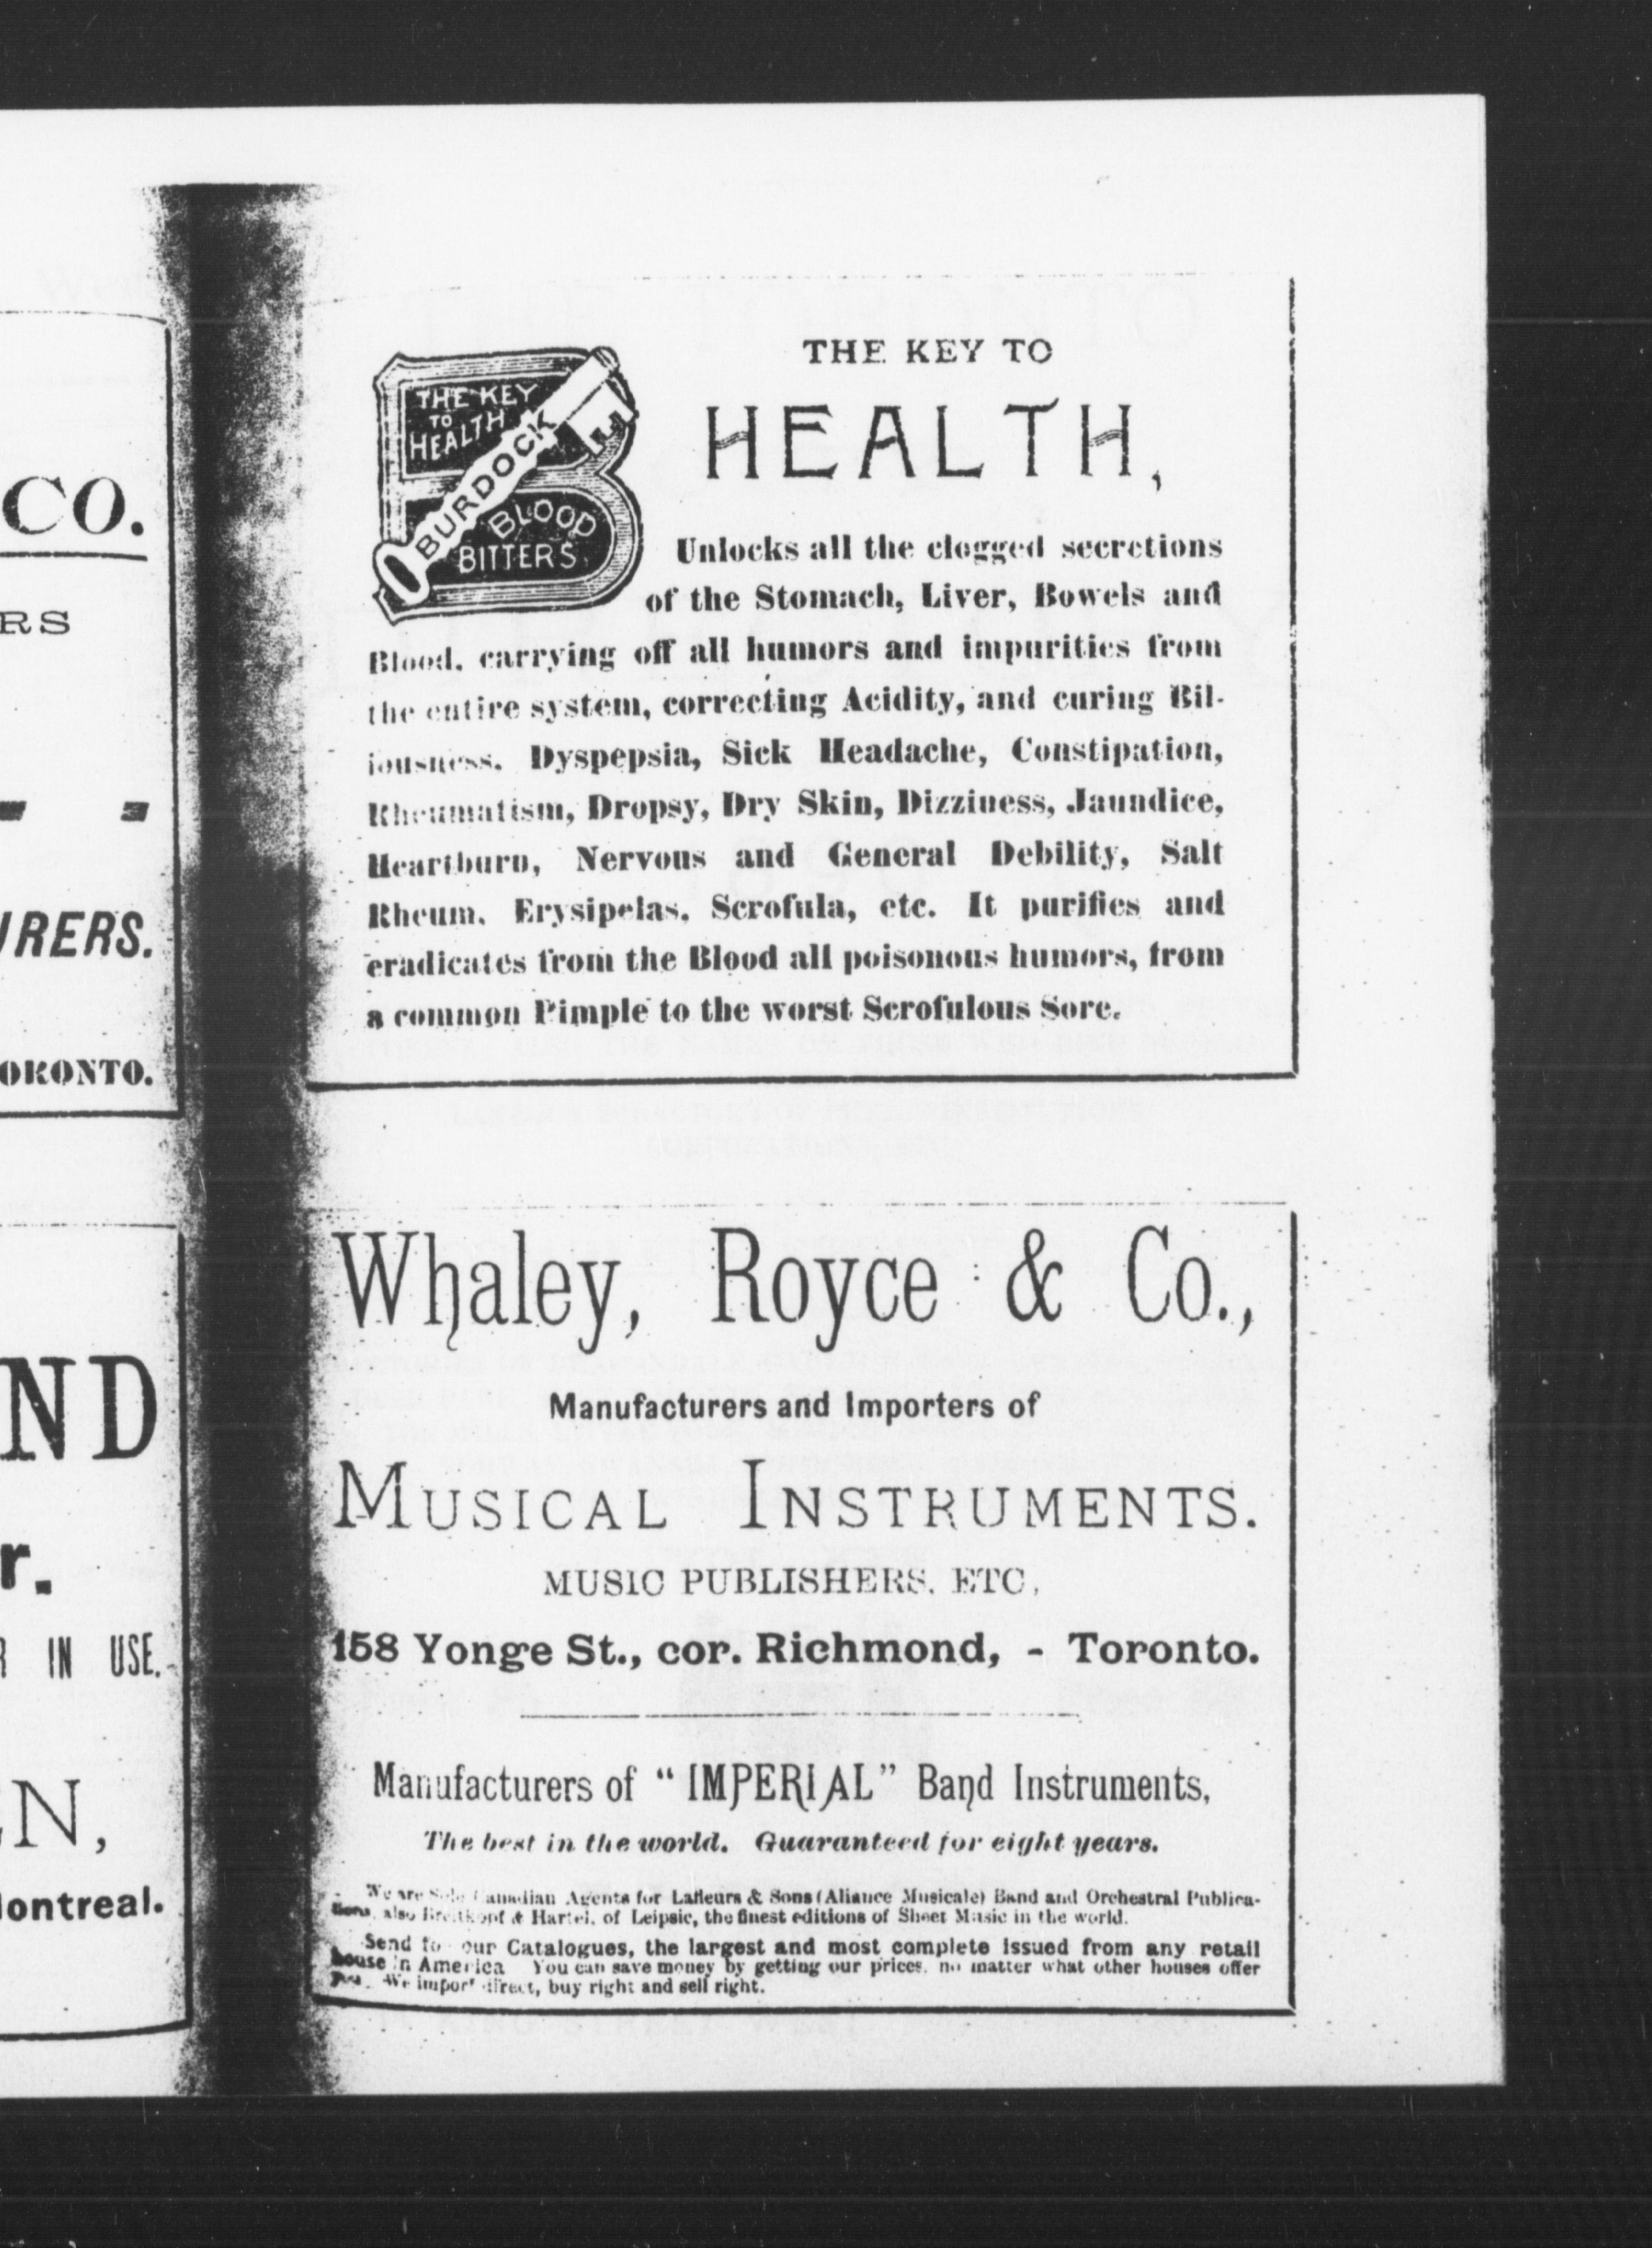 CO.
RS
URERS.
TORONTO.
ND
r.
R IN USE.
EN,
Montreal.
THE KEY
TO
HEALTH
BURDOCK
BLOOD
BITTERS
THE KEY TO
HEALTH,
Unlocks all the clogged secretions
of the Stomach, Liver, Bowels and
Blood, carrying off all humors and impurities from
the entire system, correcting Acidity, and curing Bil-
iousness, Dyspepsia, Sick Headache, Constipation,
Rheumatism, Dropsy, Dry Skin, Dizziness, Jaundice,
Heartburn, Nervous and General Debility, Salt
Rheum, Erysipelas, Scrofula, etc. It purifies and
eradicates from the Blood all poisonous humors, from
a common Pimple to the worst Scrofulous Sore.
Whaley, Royce & Co.,
Manufacturers and Importers of
MUSICAL INSTRUMENTS.
MUSIC PUBLISHERS, ETC,
158 Yonge St., cor. Richmond, - Toronto.
Manufacturers of "IMPERIAL" Band Instruments,
The best in the world. Guaranteed for eight years.
We are Sole Canadian Agents for Lafleurs & Sons (Aliance Musicale) Band and Orchestral Publica-
tions, also Breitkopf & Hartel, of Leipsic, the finest editions of Sheet Music in the world.
Send for our Catalogues, the largest and most complete issued from any retail
house in America You can save money by getting our prices, no matter what other houses offer
you. We import direct, buy right and sell right.